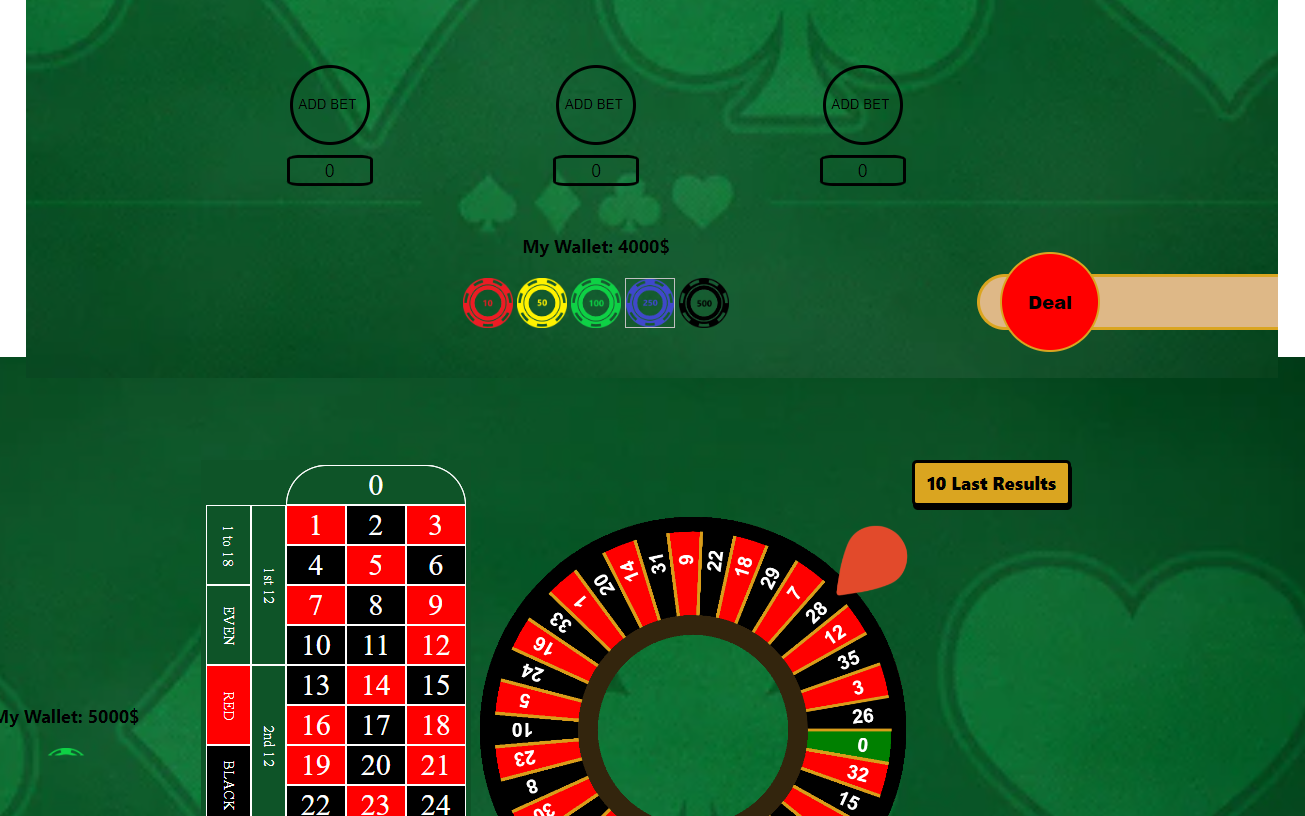 ADD BET ADD BET ADD BET
0 0 0
My Wallet: 4000$
10 50 100 250 500
Deal
10 Last Results
0
1 2 3
4 5 6
7 8 9
10 11 12
13 14 15
16 17 18
19 20 21
22 23 24
1 to 18
EVEN
RED
BLACK
1st 12
2nd 12
My Wallet: 5000$
30 8 23 10 5 24 16 33 1 20 14 31 9 22 18 29 7 28 12 35 3 26 0 32 15